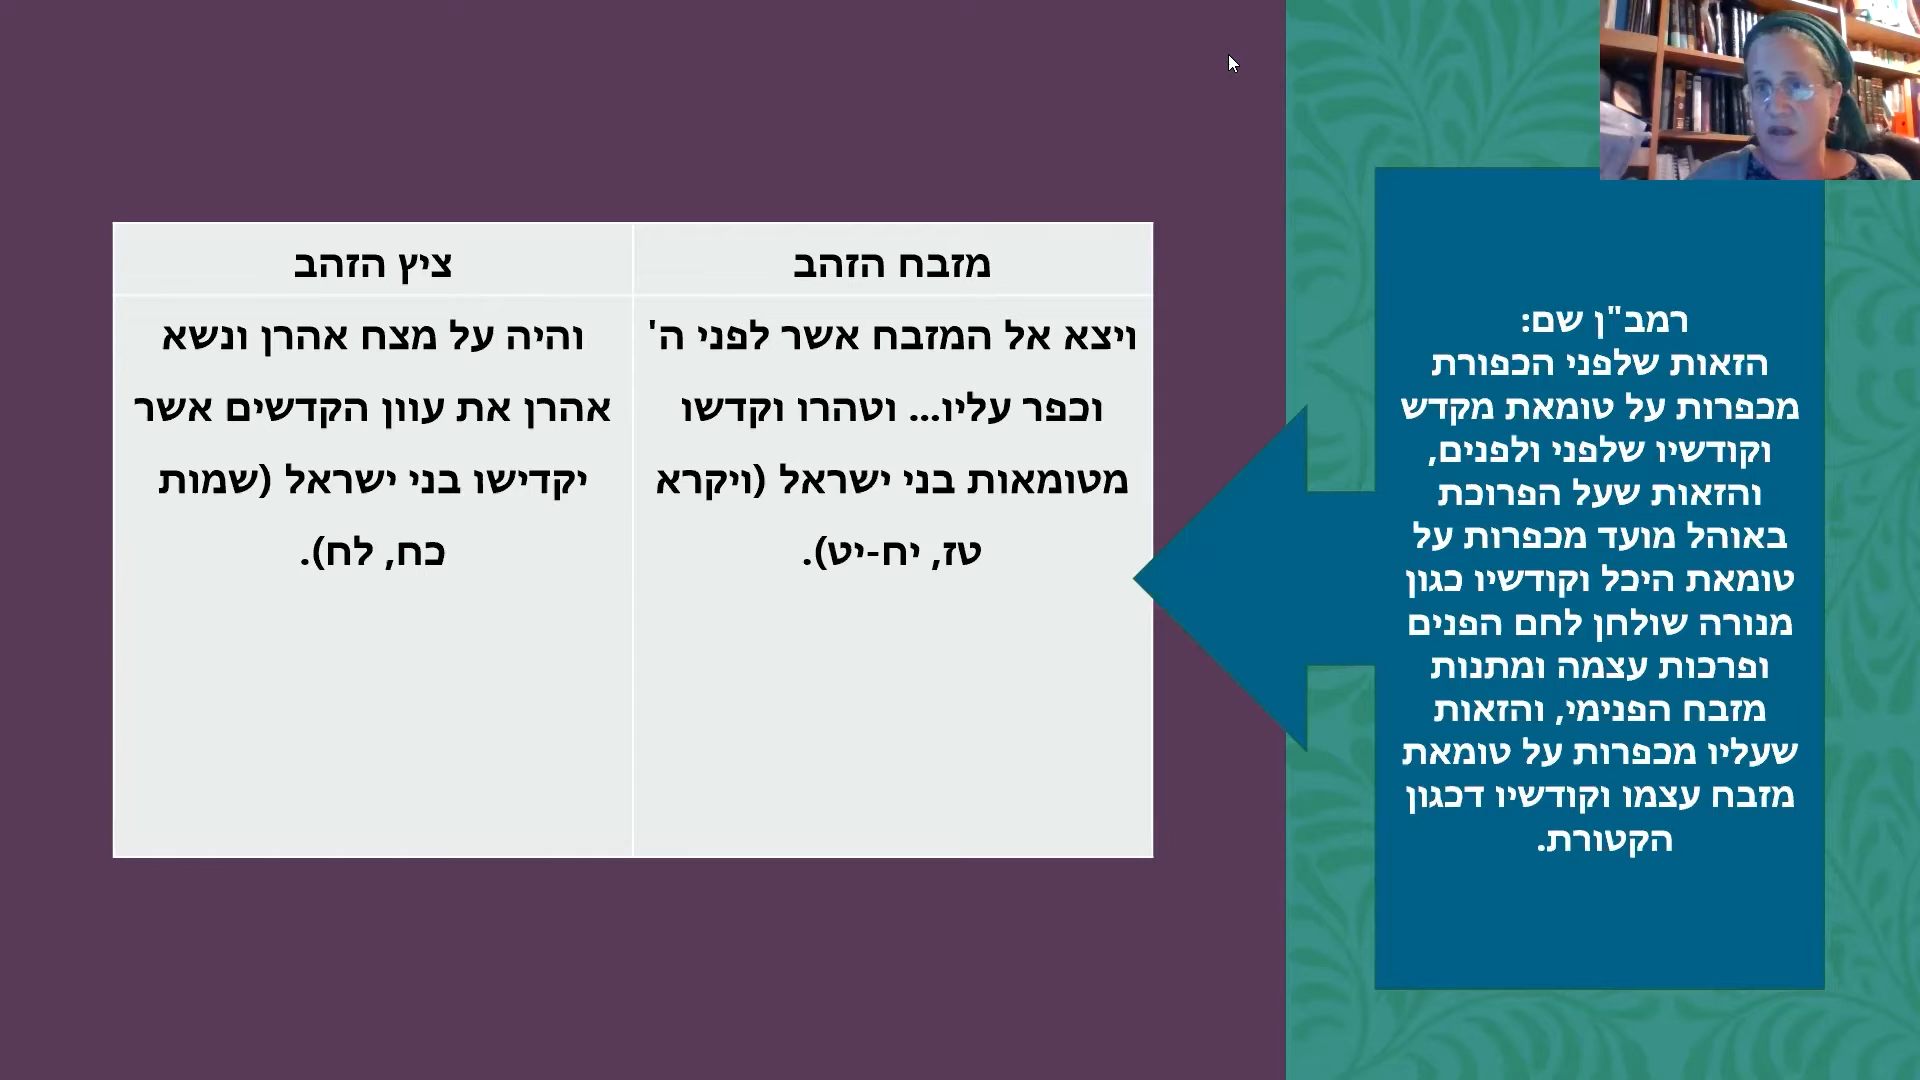 רמב"ן שם:
הזאות שלפני הכפורת
מכפרות על טומאת מקדש
וקודשיו שלפני ולפנים,
והזאות שעל הפרוכת
באוהל מועד מכפרות על
טומאת היכל וקודשיו כגון
מנורה שולחן לחם הפנים
ופרכות עצמה ומתנות
מזבח הפנימי, והזאות
שעליו מכפרות על טומאת
מזבח עצמו וקודשיו דכגון
הקטורת.
מזבח הזהב
ויצא אל המזבח אשר לפני ה'
וכפר עליו... וטהרו וקדשו
מטומאות בני ישראל (ויקרא
טז, יח-יט).
ציץ הזהב
והיה על מצח אהרן ונשא
אהרן את עוון הקדשים אשר
יקדישו בני ישראל (שמות
כח, לח).